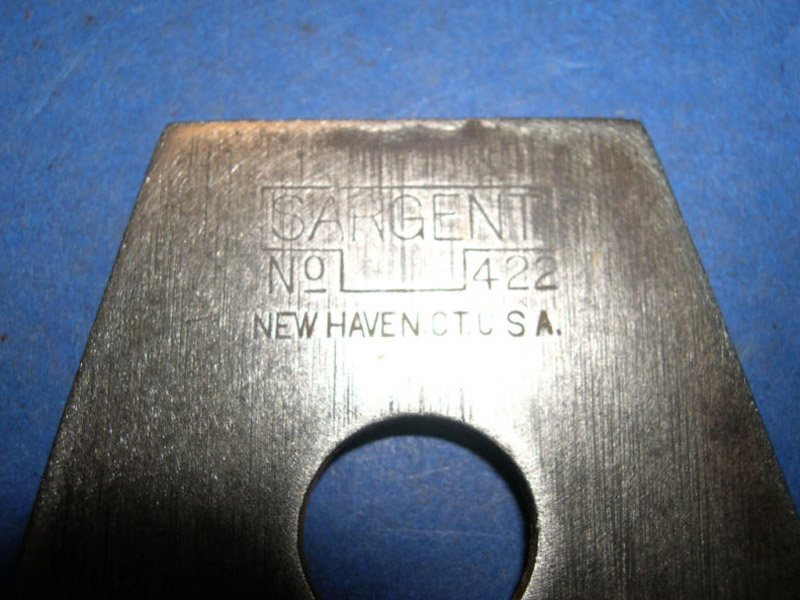 SARGENT
Nº 422
NEW HAVEN.CT.U S A.